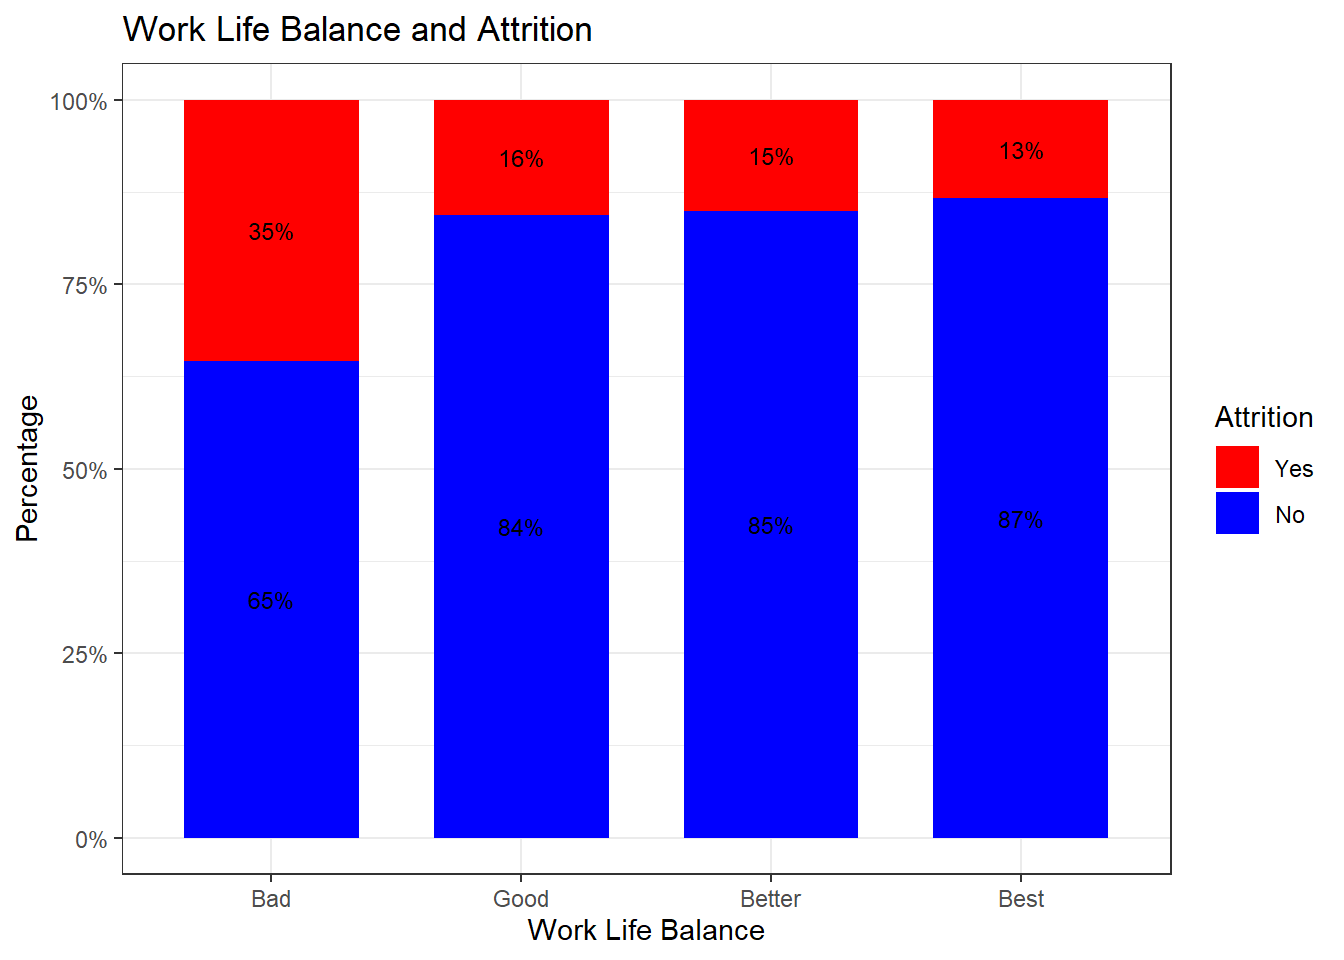 Work Life Balance and Attrition
100%
75%
50%
25%
0%
Percentage
35%
16%
15%
13%
65%
84%
85%
87%
Bad
Good
Better
Best
Work Life Balance
Attrition
Yes
No